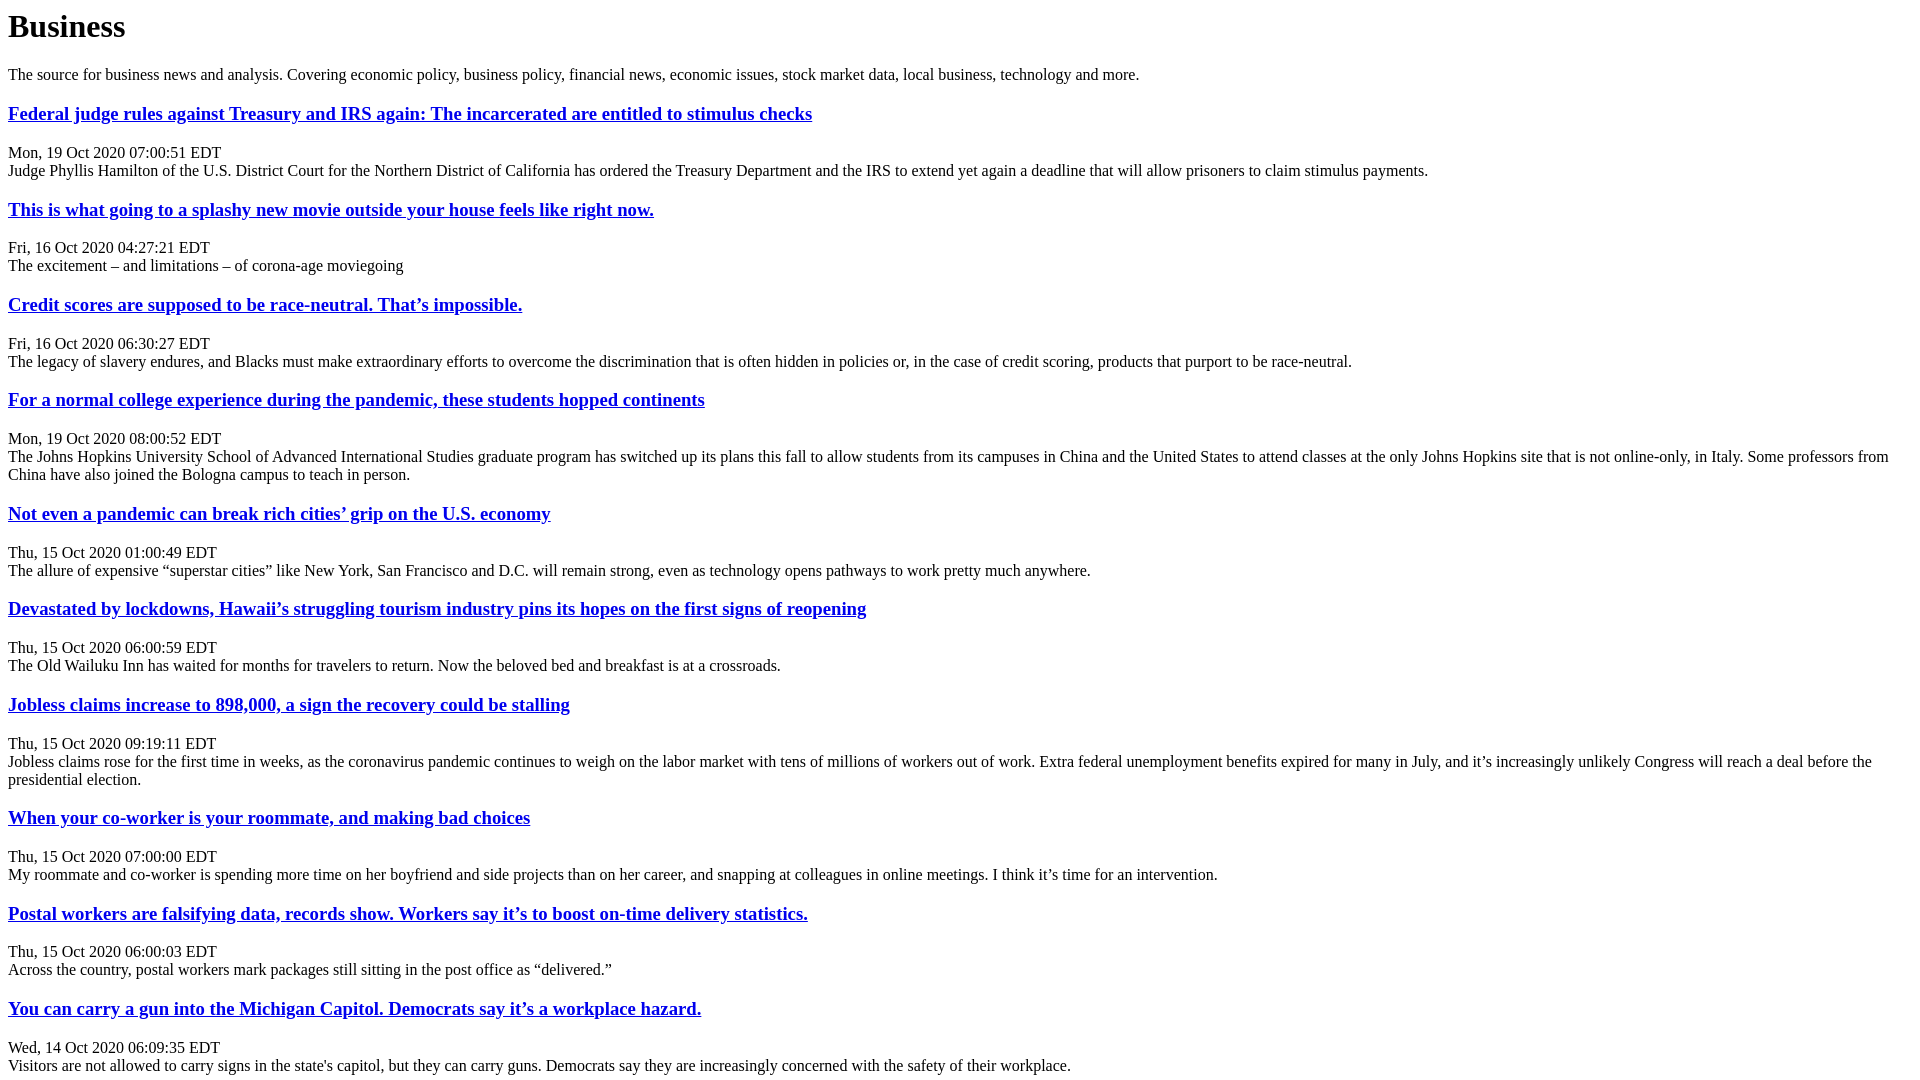 Business
The source for business news and analysis. Covering economic policy, business policy, financial news, economic issues, stock market data, local business, technology and more.
Federal judge rules against Treasury and IRS again: The incarcerated are entitled to stimulus checks
Mon, 19 Oct 2020 07:00:51 EDT
Judge Phyllis Hamilton of the U.S. District Court for the Northern District of California has ordered the Treasury Department and the IRS to extend yet again a deadline that will allow prisoners to claim stimulus payments.
This is what going to a splashy new movie outside your house feels like right now.
Fri, 16 Oct 2020 04:27:21 EDT
The excitement – and limitations – of corona-age moviegoing
Credit scores are supposed to be race-neutral. That’s impossible.
Fri, 16 Oct 2020 06:30:27 EDT
The legacy of slavery endures, and Blacks must make extraordinary efforts to overcome the discrimination that is often hidden in policies or, in the case of credit scoring, products that purport to be race-neutral.
For a normal college experience during the pandemic, these students hopped continents
Mon, 19 Oct 2020 08:00:52 EDT
The Johns Hopkins University School of Advanced International Studies graduate program has switched up its plans this fall to allow students from its campuses in China and the United States to attend classes at the only Johns Hopkins site that is not online-only, in Italy. Some professors from
China have also joined the Bologna campus to teach in person.
Not even a pandemic can break rich cities’ grip on the U.S. economy
Thu, 15 Oct 2020 01:00:49 EDT
The allure of expensive “superstar cities” like New York, San Francisco and D.C. will remain strong, even as technology opens pathways to work pretty much anywhere.
Devastated by lockdowns, Hawaii’s struggling tourism industry pins its hopes on the first signs of reopening
Thu, 15 Oct 2020 06:00:59 EDT
The Old Wailuku Inn has waited for months for travelers to return. Now the beloved bed and breakfast is at a crossroads.
Jobless claims increase to 898,000, a sign the recovery could be stalling
Thu, 15 Oct 2020 09:19:11 EDT
Jobless claims rose for the first time in weeks, as the coronavirus pandemic continues to weigh on the labor market with tens of millions of workers out of work. Extra federal unemployment benefits expired for many in July, and it’s increasingly unlikely Congress will reach a deal before the
presidential election.
When your co-worker is your roommate, and making bad choices
Thu, 15 Oct 2020 07:00:00 EDT
My roommate and co-worker is spending more time on her boyfriend and side projects than on her career, and snapping at colleagues in online meetings. I think it’s time for an intervention.
Postal workers are falsifying data, records show. Workers say it’s to boost on-time delivery statistics.
Thu, 15 Oct 2020 06:00:03 EDT
Across the country, postal workers mark packages still sitting in the post office as “delivered.”
You can carry a gun into the Michigan Capitol. Democrats say it’s a workplace hazard.
Wed, 14 Oct 2020 06:09:35 EDT
Visitors are not allowed to carry signs in the state's capitol, but they can carry guns. Democrats say they are increasingly concerned with the safety of their workplace.